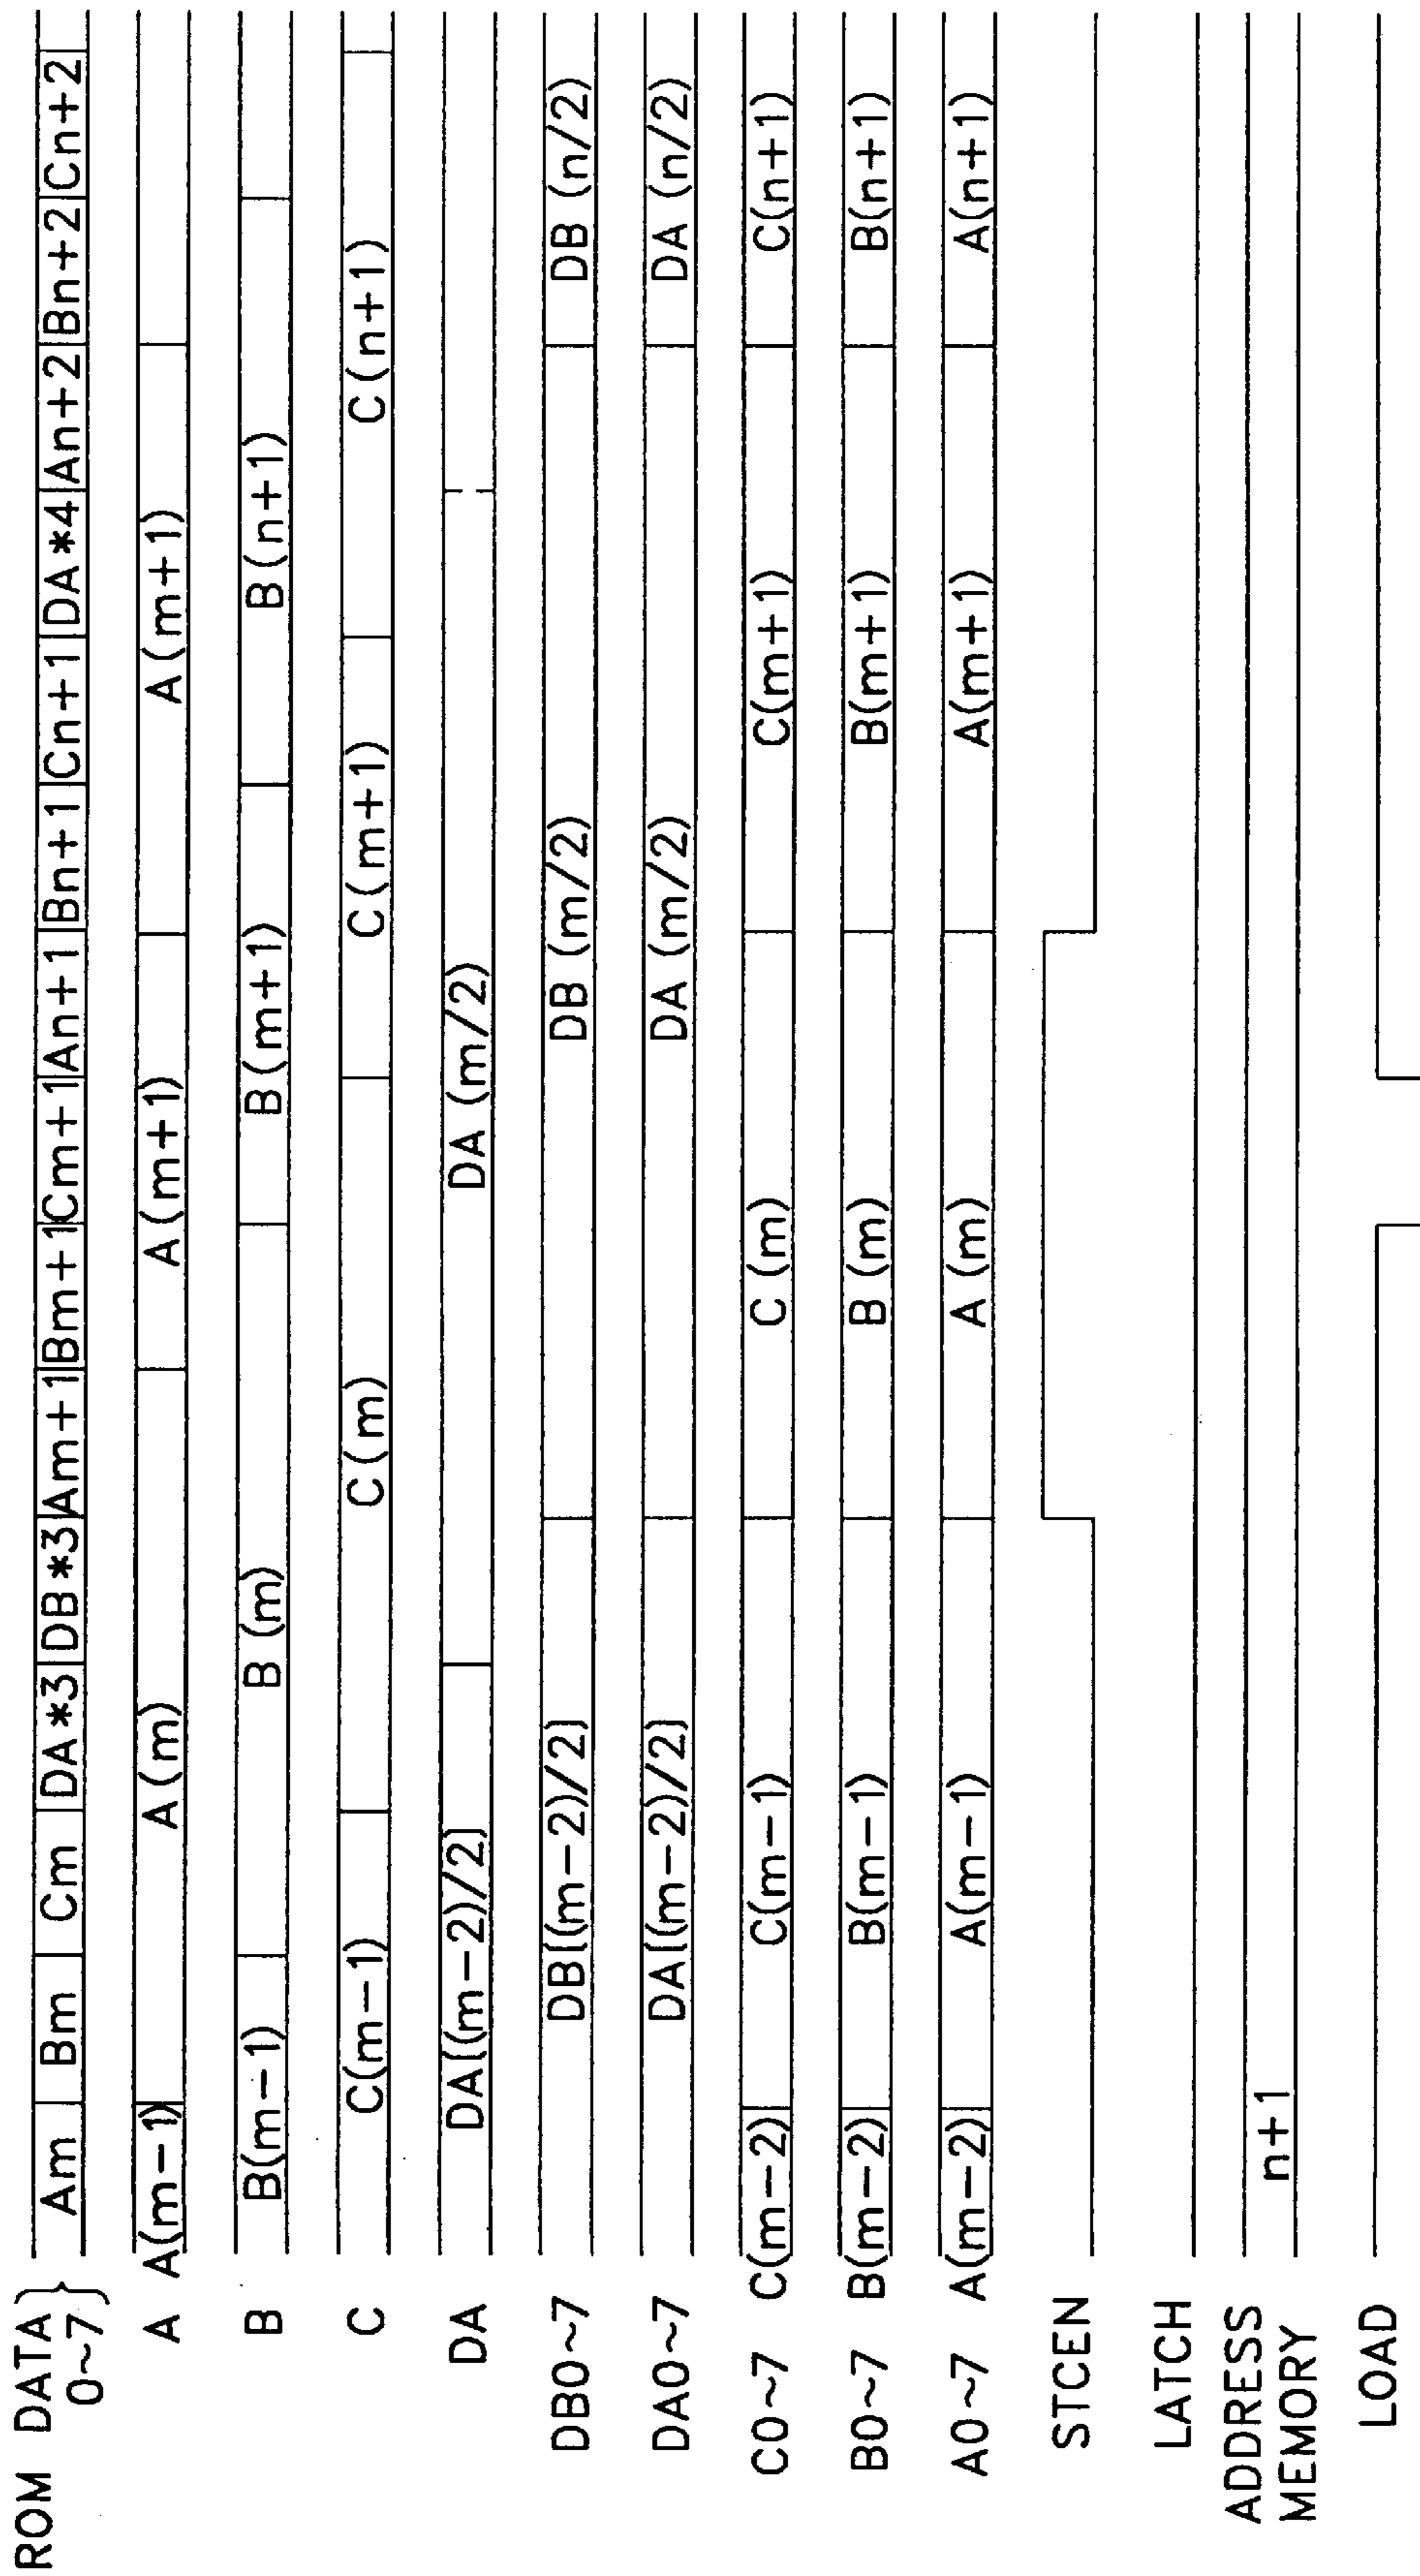 ROM DATA 0~7 Am Bm Cm DA*3 DB*3 Am+1 Bm+1 Cm+1 An+1 Bn+1 Cn+1 DA*4 An+2 Bn+2 Cn+2
A A(m-1) A(m) A(m+1) A(m+1)
B B(m-1) B(m) B(m+1) B(n+1)
C C(m-1) C(m) C(m+1) C(n+1)
DA DA[(m-2)/2] DA(m/2)
DB0~7 DB[(m-2)/2] DB(m/2) DB(n/2)
DA0~7 DA[(m-2)/2] DA(m/2) DA(n/2)
C0~7 C(m-2) C(m-1) C(m) C(m+1) C(n+1)
B0~7 B(m-2) B(m-1) B(m) B(m+1) B(n+1)
A0~7 A(m-2) A(m-1) A(m) A(m+1) A(n+1)
STCEN
LATCH
ADDRESS
MEMORY n+1
LOAD